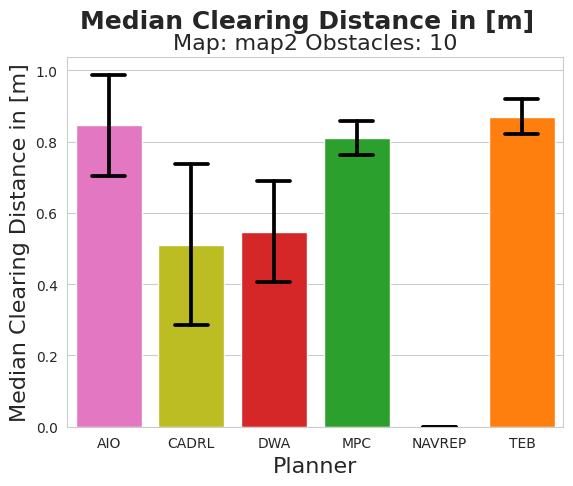 Median Clearing Distance in [m]
Map: map2 Obstacles: 10
Median Clearing Distance in [m]
1.0
0.8
0.6
0.4
0.2
0.0
AIO CADRL DWA MPC NAVREP TEB
Planner